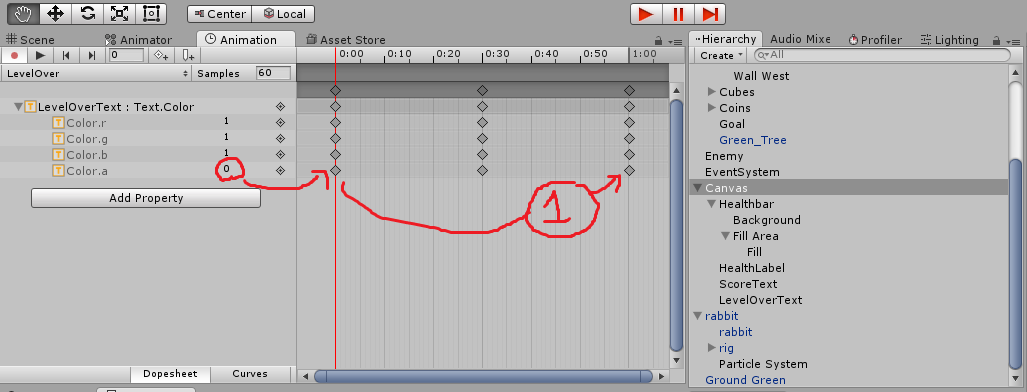 Center Local
Scene Animator Animation Asset Store
Hierarchy Audio Mixe Profiler Lighting
0 0:00 0:10 0:20 0:30 0:40 0:50 1:00
Create All
LevelOver Samples 60
Wall West
Cubes
LevelOverText : Text.Color
Coins
Color.r 1
Goal
Color.g 1
Green_Tree
Color.b 1
Enemy
Color.a 0
EventSystem
Add Property
1
Canvas
Healthbar
Background
Fill Area
Fill
HealthLabel
ScoreText
LevelOverText
rabbit
rabbit
rig
Particle System
Dopesheet Curves
Ground Green